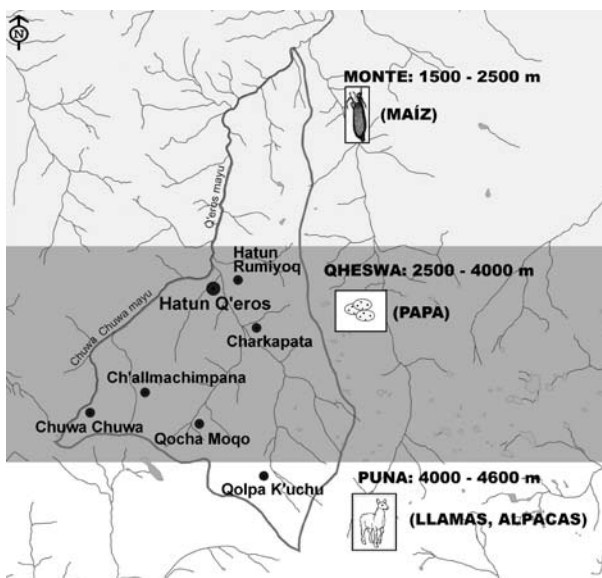 N
MONTE: 1500 - 2500 m
(MAÍZ)
Q'eros mayu
Hatun
Rumiyoq
QHESWA: 2500 - 4000 m
Hatun Q'eros
(PAPA)
Chuwa Chuwa mayu
Charkapata
Ch'allmachimpana
Chuwa Chuwa
Qocha Moqo
PUNA: 4000 - 4600 m
Qolpa K'uchu
(LLAMAS, ALPACAS)